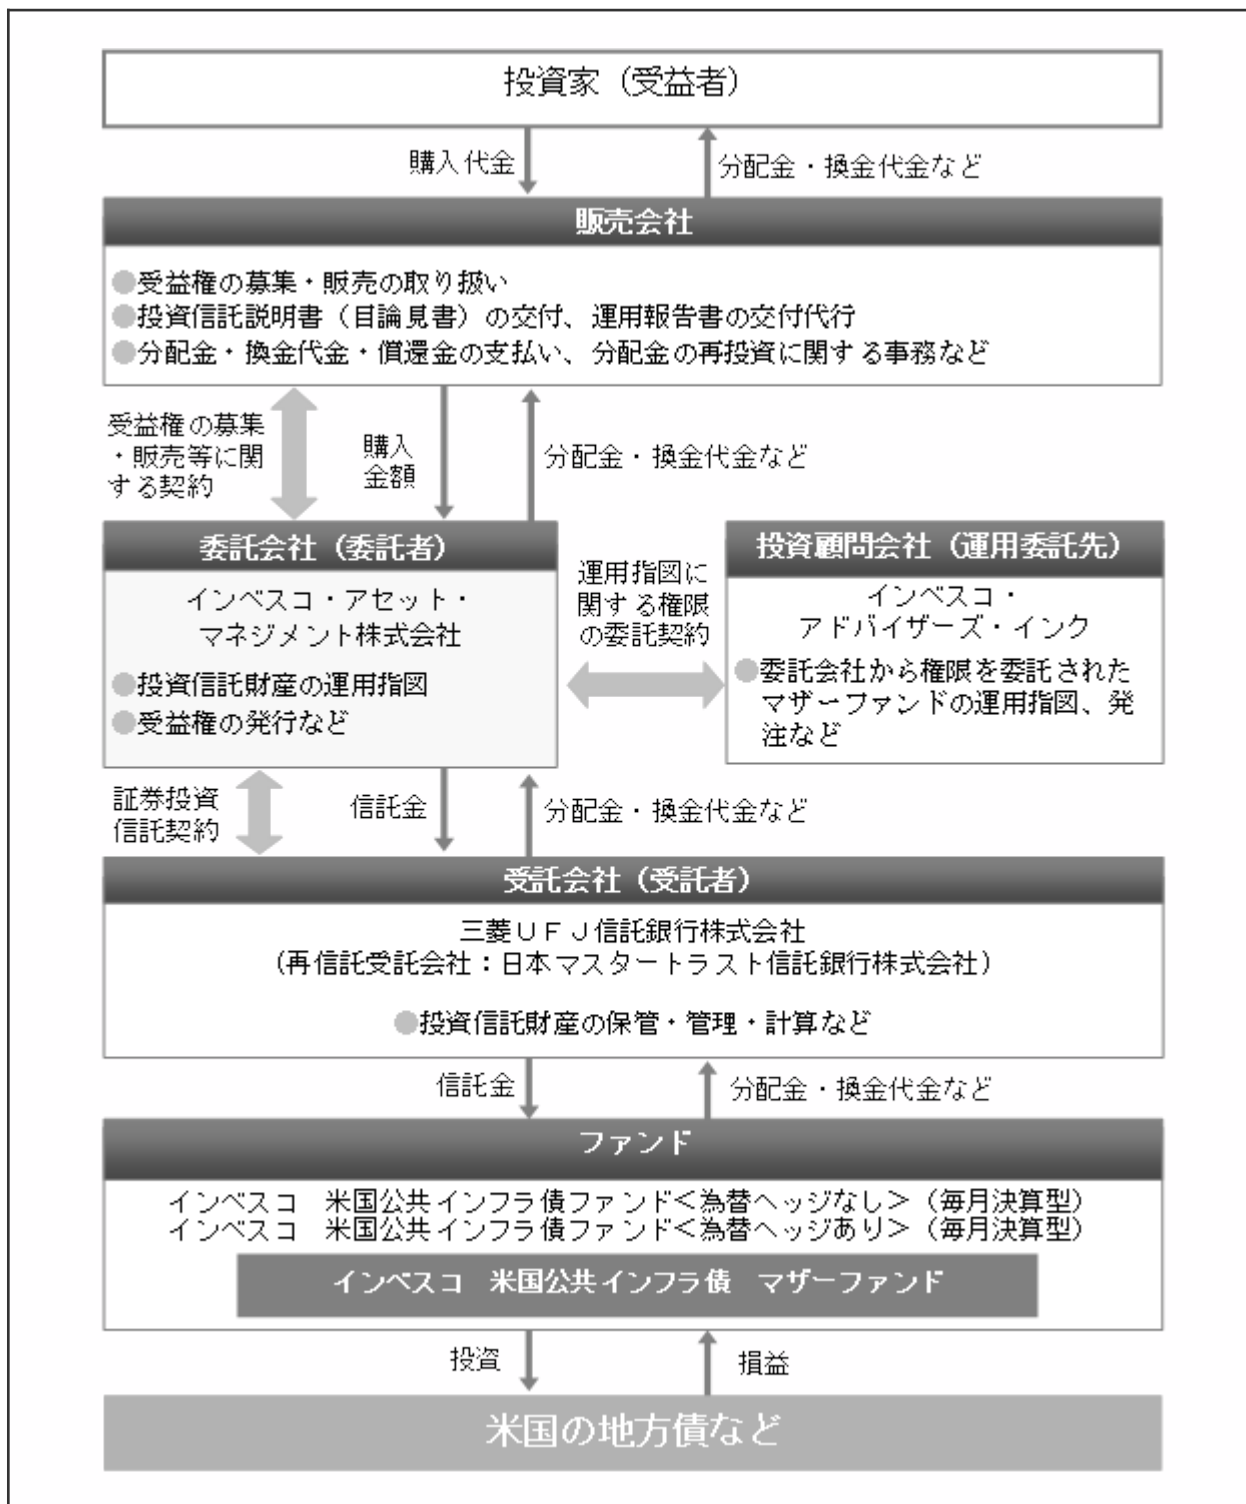 投資家（受益者）
購入代金
分配金・換金代金など
販売会社
●受益権の募集・販売の取り扱い
●投資信託説明書（目論見書）の交付、運用報告書の交付代行
●分配金・換金代金・償還金の支払い、分配金の再投資に関する事務など
受益権の募集
・販売等に関
する契約
購入
金額
分配金・換金代金など
委託会社（委託者）
インベスコ・アセット・
マネジメント株式会社
●投資信託財産の運用指図
●受益権の発行など
運用指図に
関する権限
の委託契約
投資顧問会社（運用委託先）
インベスコ・
アドバイザーズ・インク
●委託会社から権限を委託された
マザーファンドの運用指図、発
注など
証券投資
信託契約
信託金
分配金・換金代金など
受託会社（受託者）
三菱ＵＦＪ信託銀行株式会社
（再信託受託会社：日本マスタートラスト信託銀行株式会社）
●投資信託財産の保管・管理・計算など
信託金
分配金・換金代金など
ファンド
インベスコ　米国公共インフラ債ファンド＜為替ヘッジなし＞（毎月決算型）
インベスコ　米国公共インフラ債ファンド＜為替ヘッジあり＞（毎月決算型）
インベスコ　米国公共インフラ債　マザーファンド
投資
損益
米国の地方債など